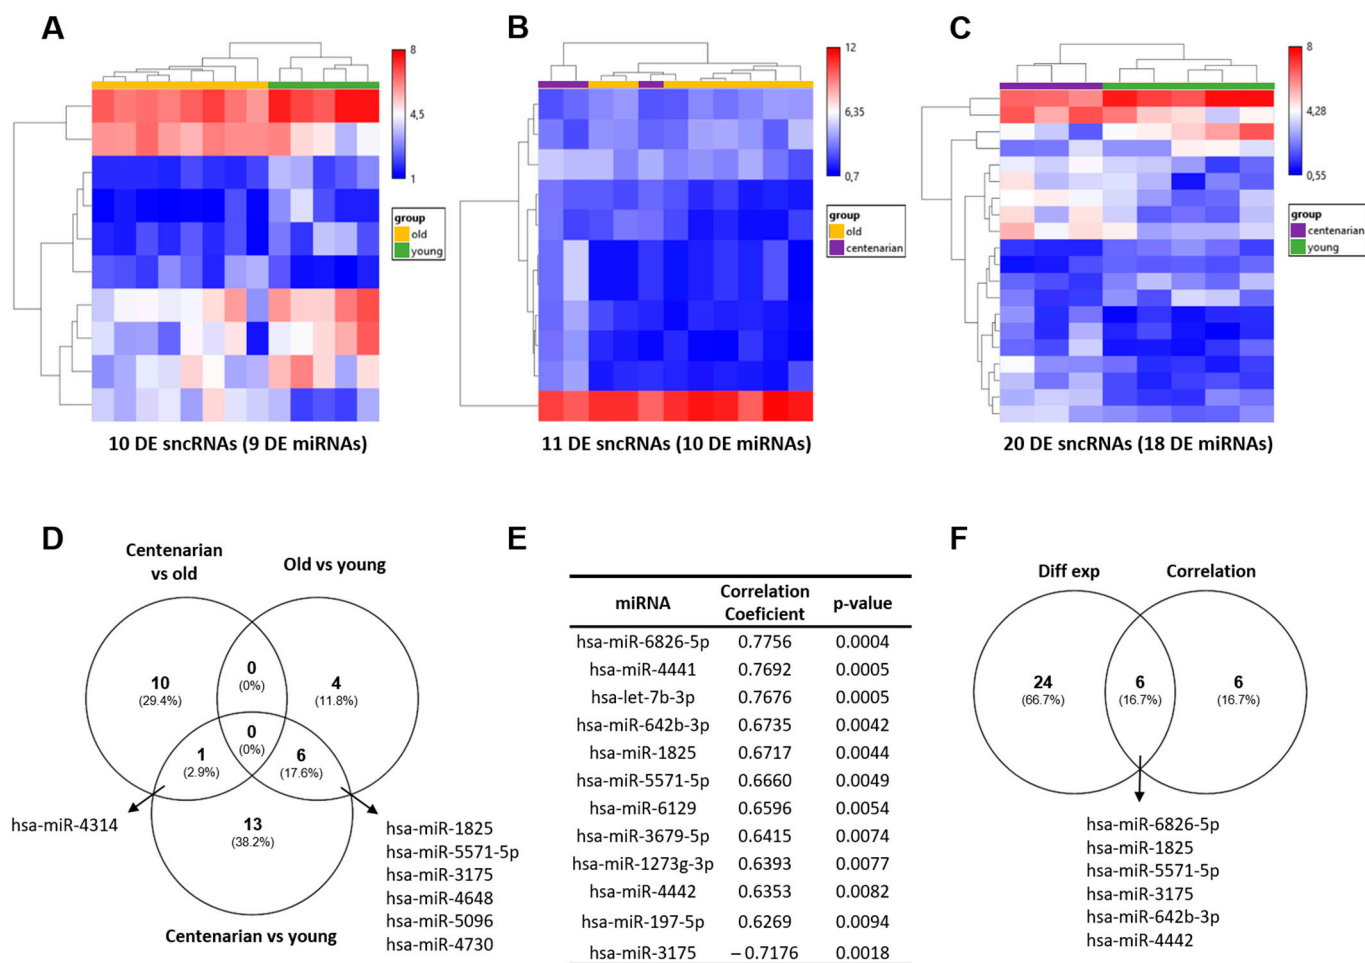 A
8
4,5
1
group
old
young
10 DE sncRNAs (9 DE miRNAs)
B
12
6,35
0,7
group
old
centenarian
11 DE sncRNAs (10 DE miRNAs)
C
8
4,28
0,55
group
centenarian
young
20 DE sncRNAs (18 DE miRNAs)
D
Centenarian
vs old
Old vs young
10
(29.4%)
0
(0%)
4
(11.8%)
0
(0%)
1
(2.9%)
6
(17.6%)
13
(38.2%)
hsa-miR-4314
hsa-miR-1825
hsa-miR-5571-5p
hsa-miR-3175
hsa-miR-4648
hsa-miR-5096
hsa-miR-4730
Centenarian vs young
E
miRNA Correlation Coeficient p-value
hsa-miR-6826-5p 0.7756 0.0004
hsa-miR-4441 0.7692 0.0005
hsa-let-7b-3p 0.7676 0.0005
hsa-miR-642b-3p 0.6735 0.0042
hsa-miR-1825 0.6717 0.0044
hsa-miR-5571-5p 0.6660 0.0049
hsa-miR-6129 0.6596 0.0054
hsa-miR-3679-5p 0.6415 0.0074
hsa-miR-1273g-3p 0.6393 0.0077
hsa-miR-4442 0.6353 0.0082
hsa-miR-197-5p 0.6269 0.0094
hsa-miR-3175 – 0.7176 0.0018
F
Diff exp
Correlation
24
(66.7%)
6
(16.7%)
6
(16.7%)
hsa-miR-6826-5p
hsa-miR-1825
hsa-miR-5571-5p
hsa-miR-3175
hsa-miR-642b-3p
hsa-miR-4442